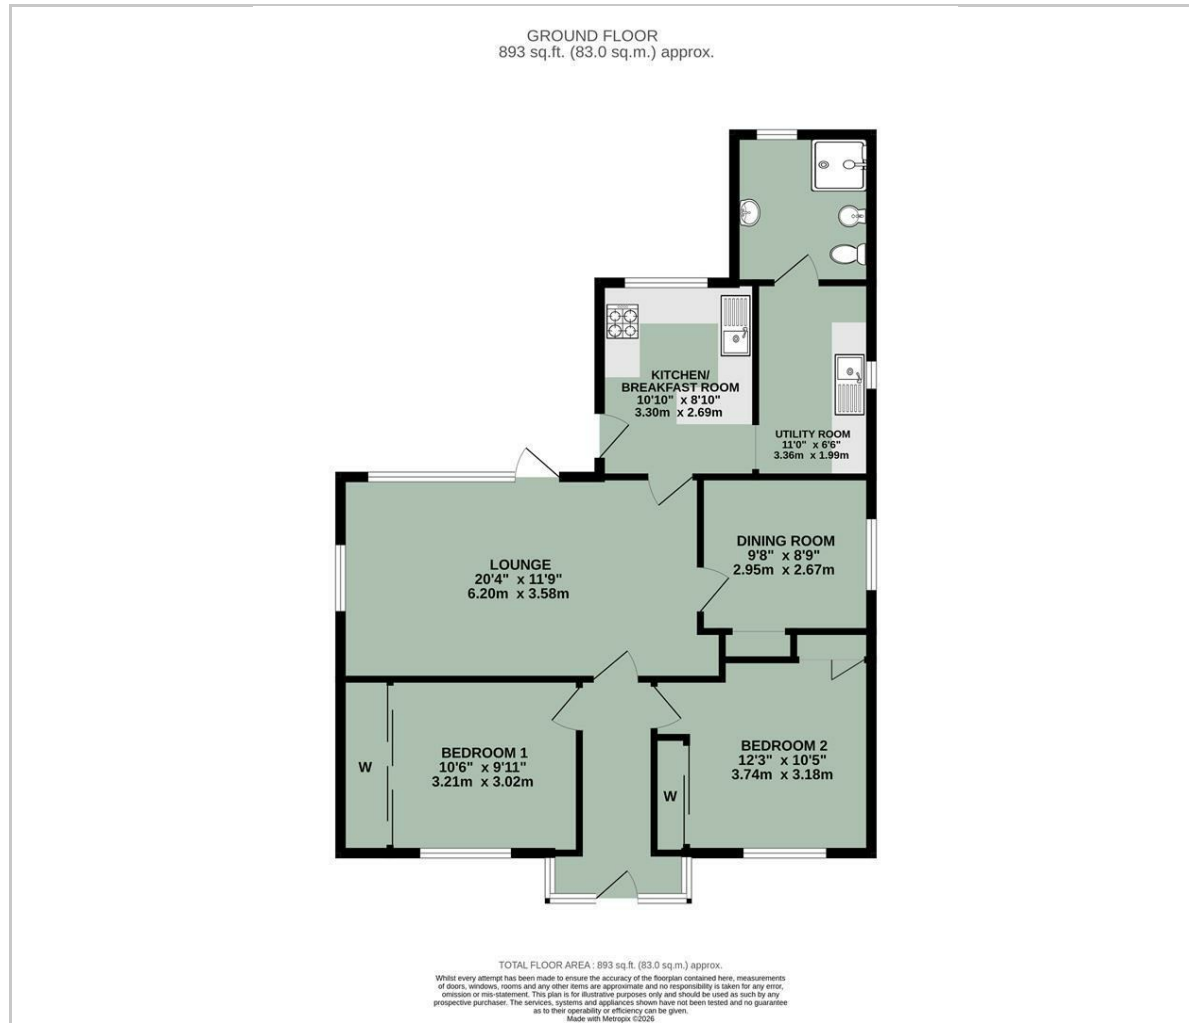 GROUND FLOOR
893 sq.ft. (83.0 sq.m.) approx.
KITCHEN/
BREAKFAST ROOM
10'10" x 8'10"
3.30m x 2.69m
UTILITY ROOM
11'0" x 6'6"
3.36m x 1.99m
DINING ROOM
9'8" x 8'9"
2.95m x 2.67m
LOUNGE
20'4" x 11'9"
6.20m x 3.58m
W
BEDROOM 1
10'6" x 9'11"
3.21m x 3.02m
BEDROOM 2
12'3" x 10'5"
3.74m x 3.18m
W
TOTAL FLOOR AREA : 893 sq.ft. (83.0 sq.m.) approx.
Whilst every attempt has been made to ensure the accuracy of the floorplan contained here, measurements
of doors, windows, rooms and any other items are approximate and no responsibility is taken for any error,
omission or mis-statement. This plan is for illustrative purposes only and should be used as such by any
prospective purchaser. The services, systems and appliances shown have not been tested and no guarantee
as to their operability or efficiency can be given.
Made with Metropix ©2026